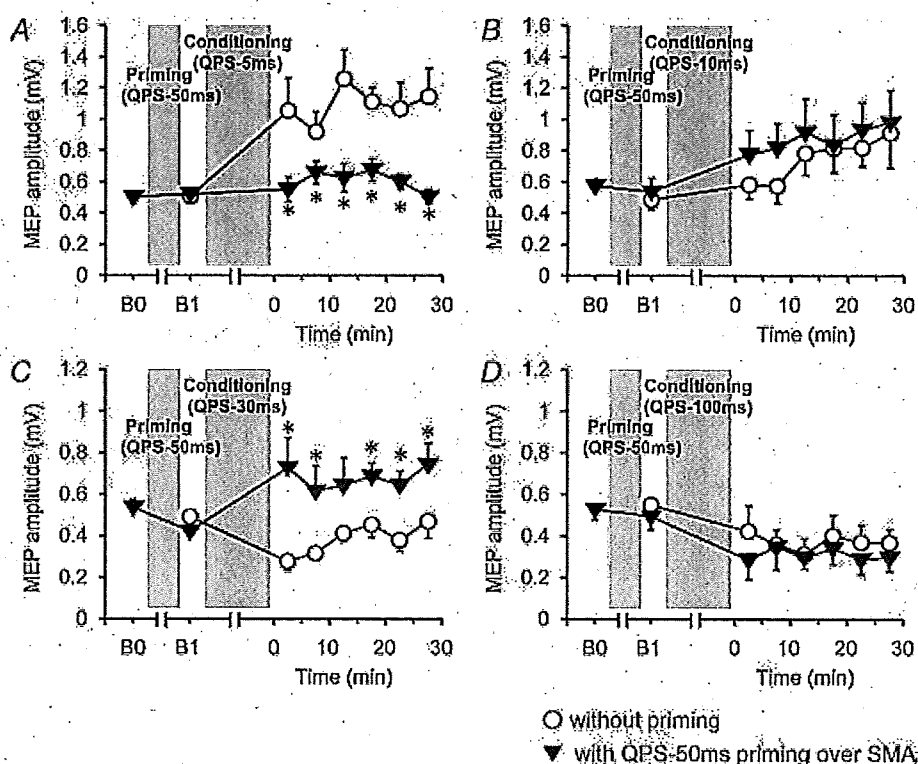 A
MEP amplitude (mV)
1.6
1.4
1.2
1
0.8
0.6
0.4
0.2
0
Priming
(QPS-50ms)
Conditioning
(QPS-5ms)
* * * * * *
B0 B1 0 10 20 30
Time (min)
B
MEP amplitude (mV)
1.6
1.4
1.2
1
0.8
0.6
0.4
0.2
0
Priming
(QPS-50ms)
Conditioning
(QPS-10ms)
B0 B1 0 10 20 30
Time (min)
C
MEP amplitude (mV)
1.2
1
0.8
0.6
0.4
0.2
0
Priming
(QPS-50ms)
Conditioning
(QPS-30ms)
* * * * *
B0 B1 0 10 20 30
Time (min)
D
MEP amplitude (mV)
1.2
1
0.8
0.6
0.4
0.2
0
Priming
(QPS-50ms)
Conditioning
(QPS-100ms)
B0 B1 0 10 20 30
Time (min)
without priming
with QPS-50ms priming over SMA